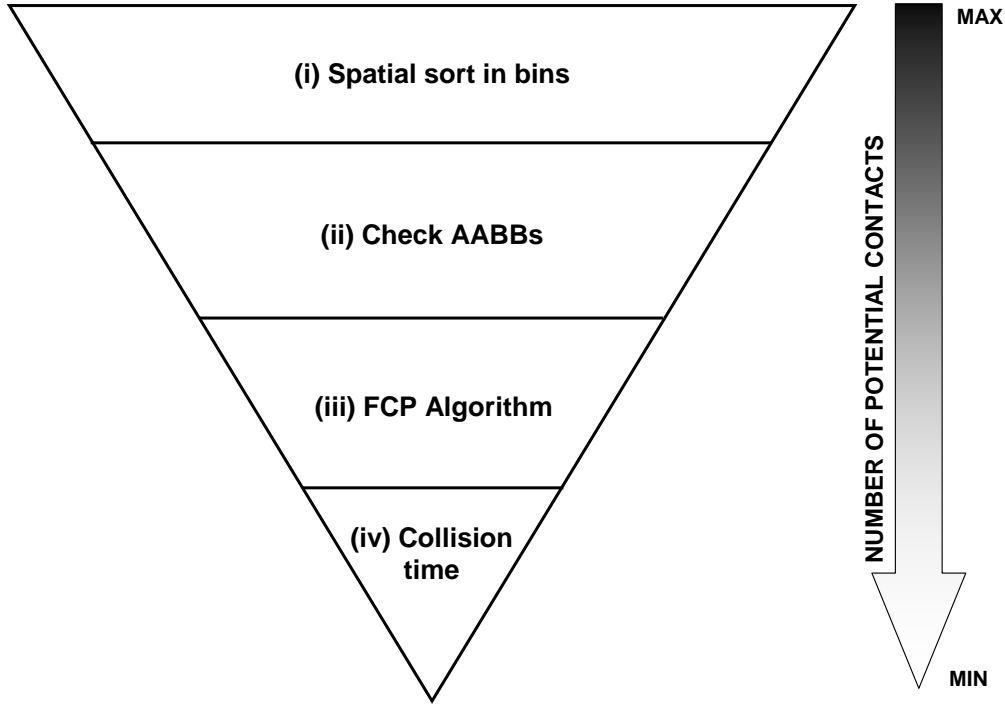 (i) Spatial sort in bins
(ii) Check AABBs
(iii) FCP Algorithm
(iv) Collision
time
MAX
NUMBER OF POTENTIAL CONTACTS
MIN